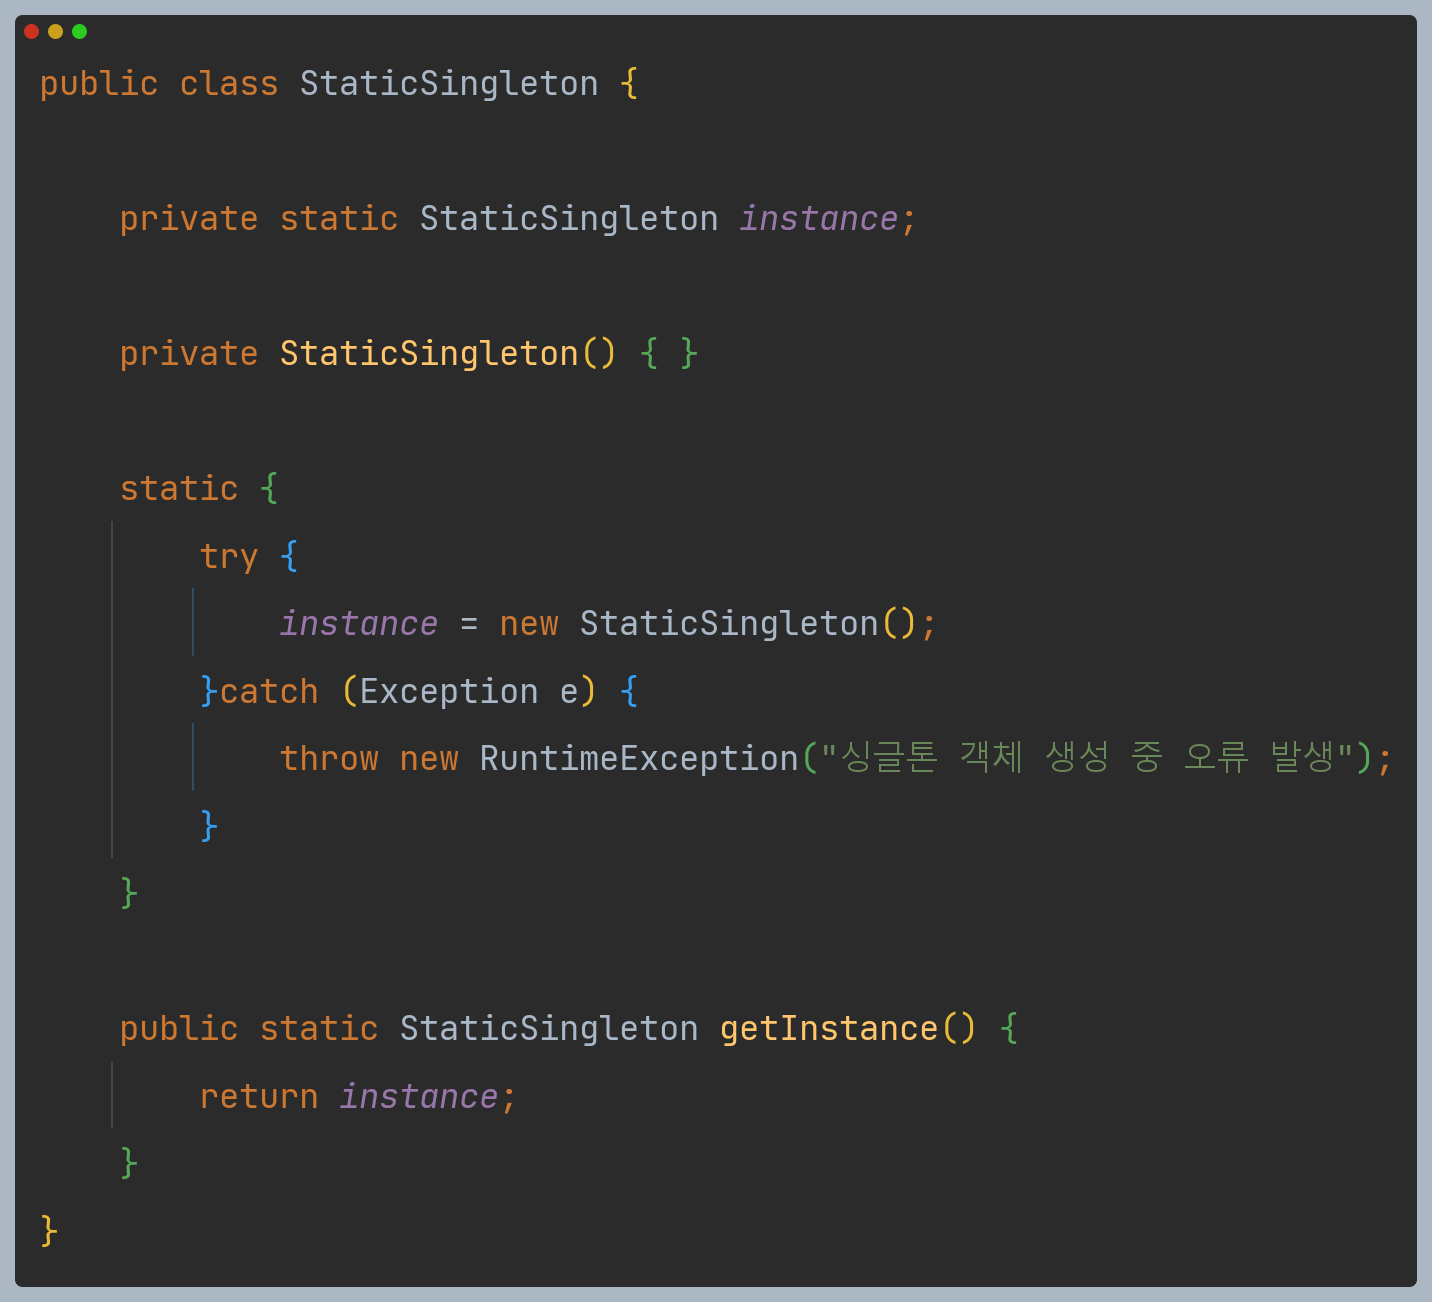 public class StaticSingleton {
private static StaticSingleton instance;
private StaticSingleton() { }
static {
try {
instance = new StaticSingleton();
}catch (Exception e) {
throw new RuntimeException("싱글톤 객체 생성 중 오류 발생");
}
}
public static StaticSingleton getInstance() {
return instance;
}
}